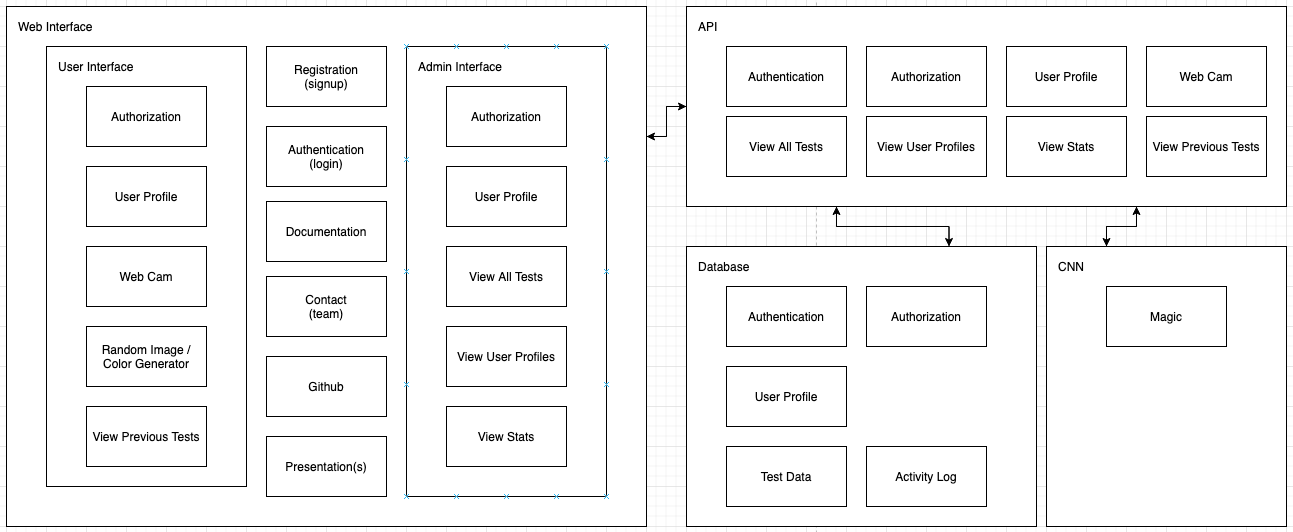 Web Interface
User Interface
Authorization
User Profile
Web Cam
Random Image /
Color Generator
View Previous Tests
Registration
(signup)
Authentication
(login)
Documentation
Contact
(team)
Github
Presentation(s)
Admin Interface
Authorization
User Profile
View All Tests
View User Profiles
View Stats
API
Authentication
Authorization
User Profile
Web Cam
View All Tests
View User Profiles
View Stats
View Previous Tests
Database
Authentication
Authorization
User Profile
Test Data
Activity Log
CNN
Magic